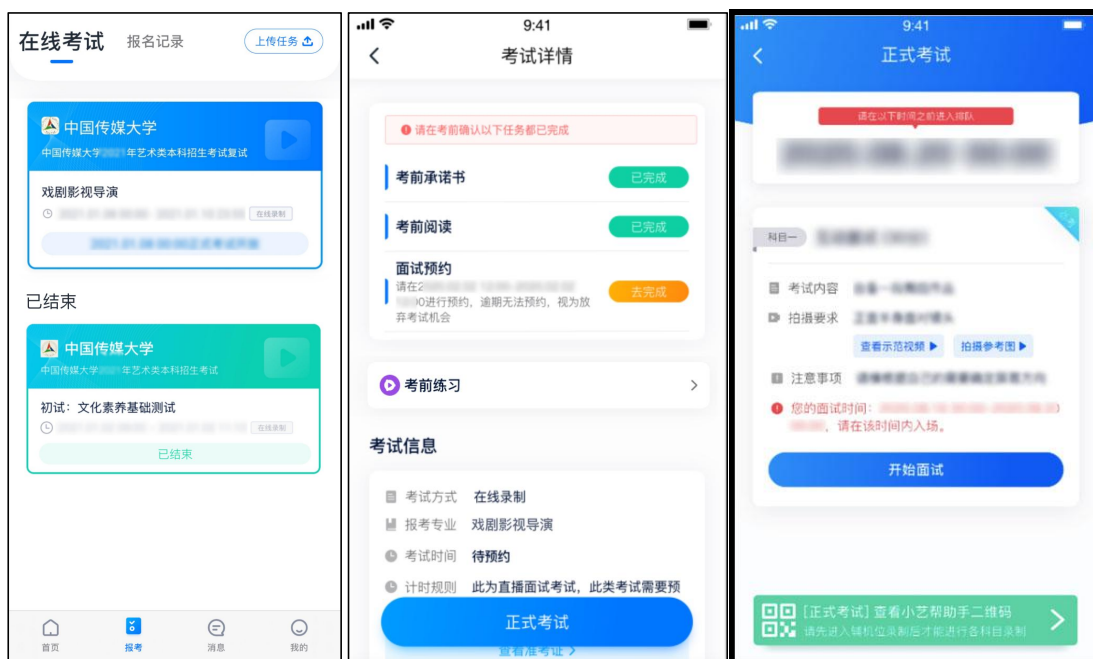 在线考试 报名记录 上传任务
中国传媒大学
中国传媒大学 年艺术类本科招生考试复试
戏剧影视导演
在线录制
已结束
中国传媒大学
中国传媒大学 年艺术类本科招生考试
初试：文化素养基础测试
在线录制
已结束
首页 报考 消息 我的
9:41
考试详情
请在考前确认以下任务都已完成
考前承诺书 已完成
考前阅读 已完成
面试预约
请在2
0进行预约，逾期无法预约，视为放
弃考试机会
去完成
考前练习
考试信息
考试方式 在线录制
报考专业 戏剧影视导演
考试时间 待预约
计时规则 此为直播面试考试，此类考试需要预
正式考试
查看准考证
9:41
正式考试
请在以下时间之前进入排队
科目一
考试内容
拍摄要求
查看示范视频 拍摄参考图
注意事项
您的面试时间：
，请在该时间内入场。
开始面试
[正式考试] 查看小艺帮助手二维码
请先进入辅机位录制后才能进行各科目录制